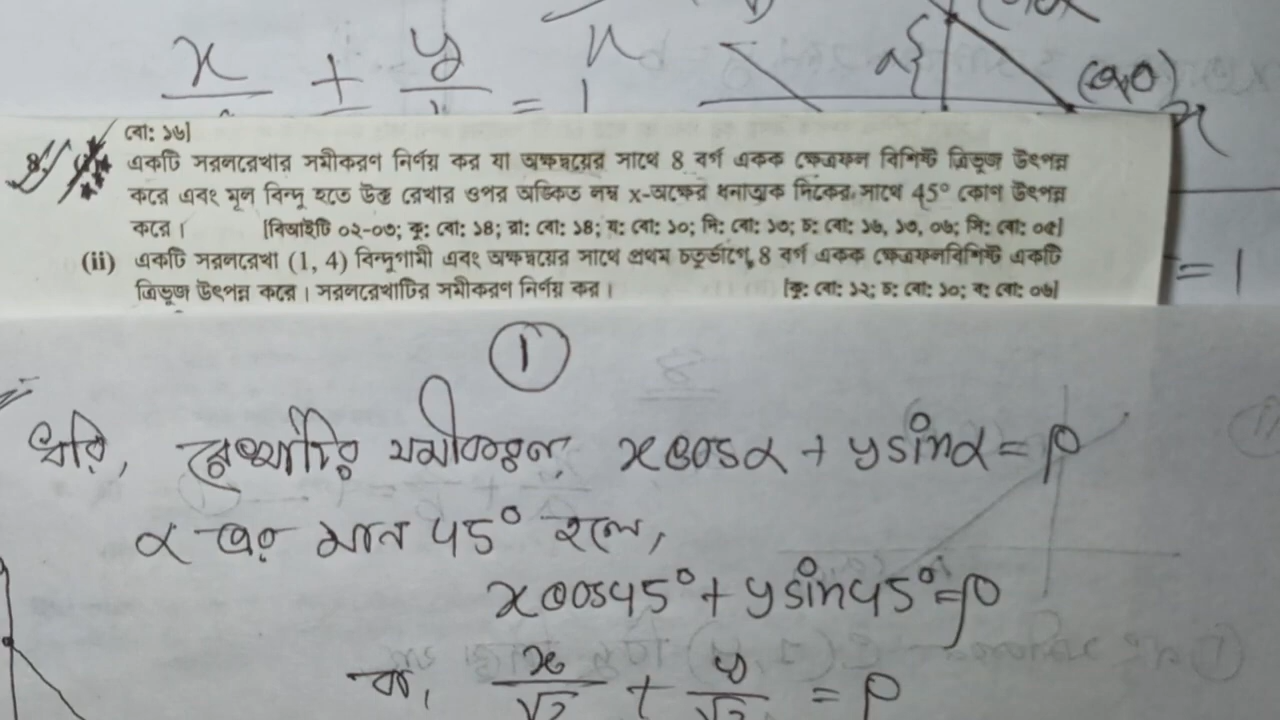 x + y = 1
(a,0)
x
বো: ১৬]
একটি সরলরেখার সমীকরণ নির্ণয় কর যা অক্ষদ্বয়ের সাথে 8 বর্গ একক ক্ষেত্রফল বিশিষ্ট ত্রিভুজ উৎপন্ন
করে এবং মূল বিন্দু হতে উক্ত রেখার ওপর অঙ্কিত লম্ব x-অক্ষের ধনাত্মক দিকের সাথে 45° কোণ উৎপন্ন
করে। [বিআইটি ০২-০৩; কু: বো: ১৪; রা: বো: ১৪; য: বো: ১০; দি: বো: ১৩; চ: বো: ১৬, ১৩, ০৬; সি: বো: ০৫]
(ii) একটি সরলরেখা (1, 4) বিন্দুগামী এবং অক্ষদ্বয়ের সাথে প্রথম চতুর্ভাগে, 8 বর্গ একক ক্ষেত্রফলবিশিষ্ট একটি
= 1
ত্রিভুজ উৎপন্ন করে। সরলরেখাটির সমীকরণ নির্ণয় কর। [কু: বো: ১২; চ: বো: ১০; ব: বো: ০৬]
1
ধরি, রেখাটির সমীকরণ, xcosα + ysinα = p
α এর মান 45° হলে,
xcos45° + ysin45° = p
বা, x/√2 + y/√2 = p